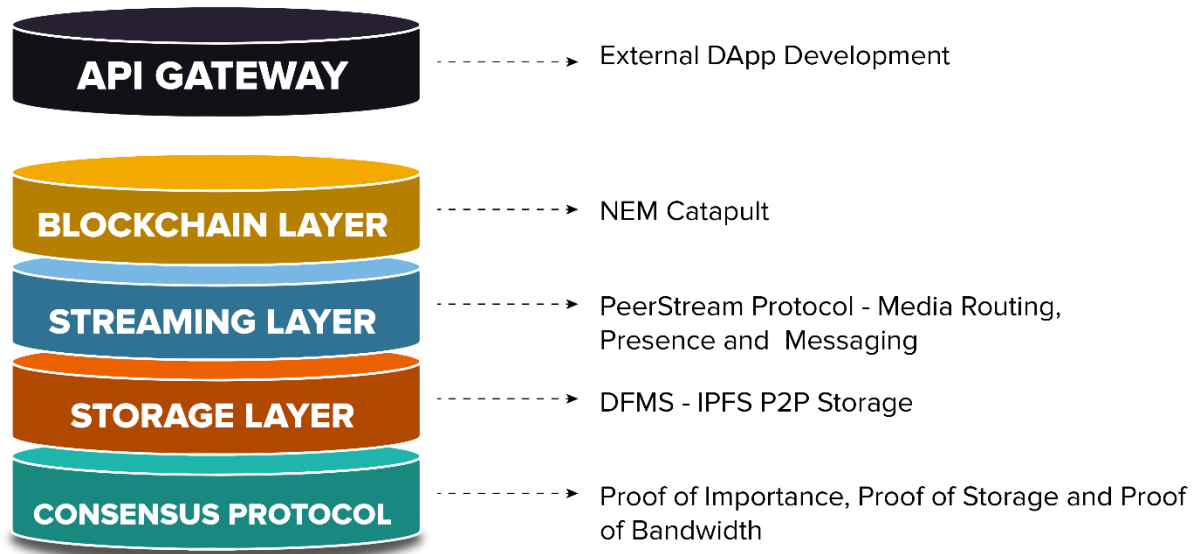 API GATEWAY
External DApp Development
BLOCKCHAIN LAYER
NEM Catapult
STREAMING LAYER
PeerStream Protocol - Media Routing,
Presence and Messaging
STORAGE LAYER
DFMS - IPFS P2P Storage
CONSENSUS PROTOCOL
Proof of Importance, Proof of Storage and Proof
of Bandwidth